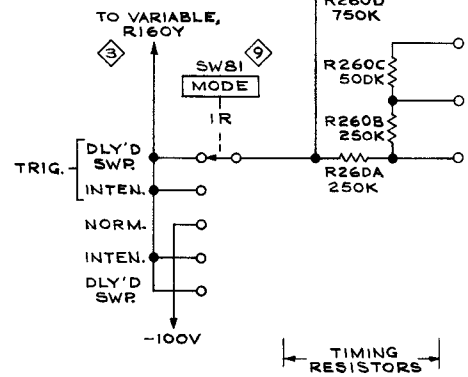 R260D
750K
TO VARIABLE,
R160Y
3
9
SW81
MODE
1R
R260C
50DK
R260B
250K
TRIG.
DLY'D
SWP.
INTEN.
R26DA
250K
NORM.
INTEN.
DLY'D
SWP.
-100V
TIMING
RESISTORS